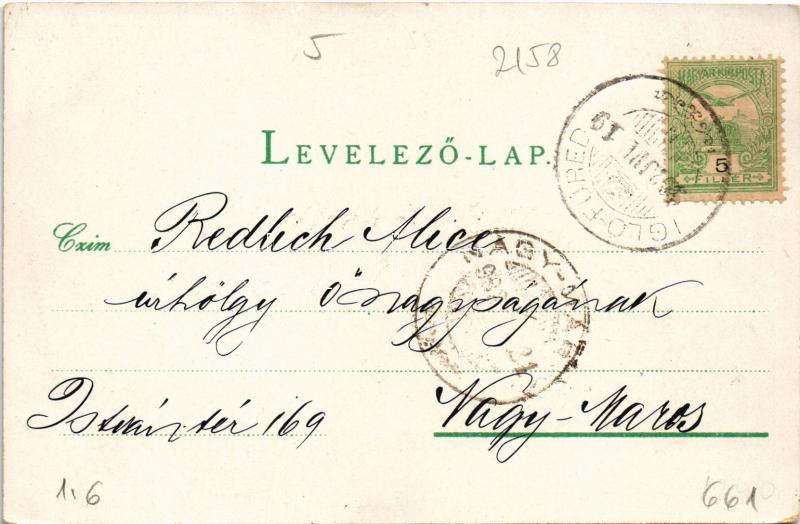 5
2158
MAGYAR KIR. POSTA
5
FILLÉR
IGLÓ-FÜRED
LEVELEZŐ-LAP.
Czim Redlich Alice
NAGY-MAROS
úrhölgy őnagyságának
Istvántér 169 Nagy-Maros
1.6
661